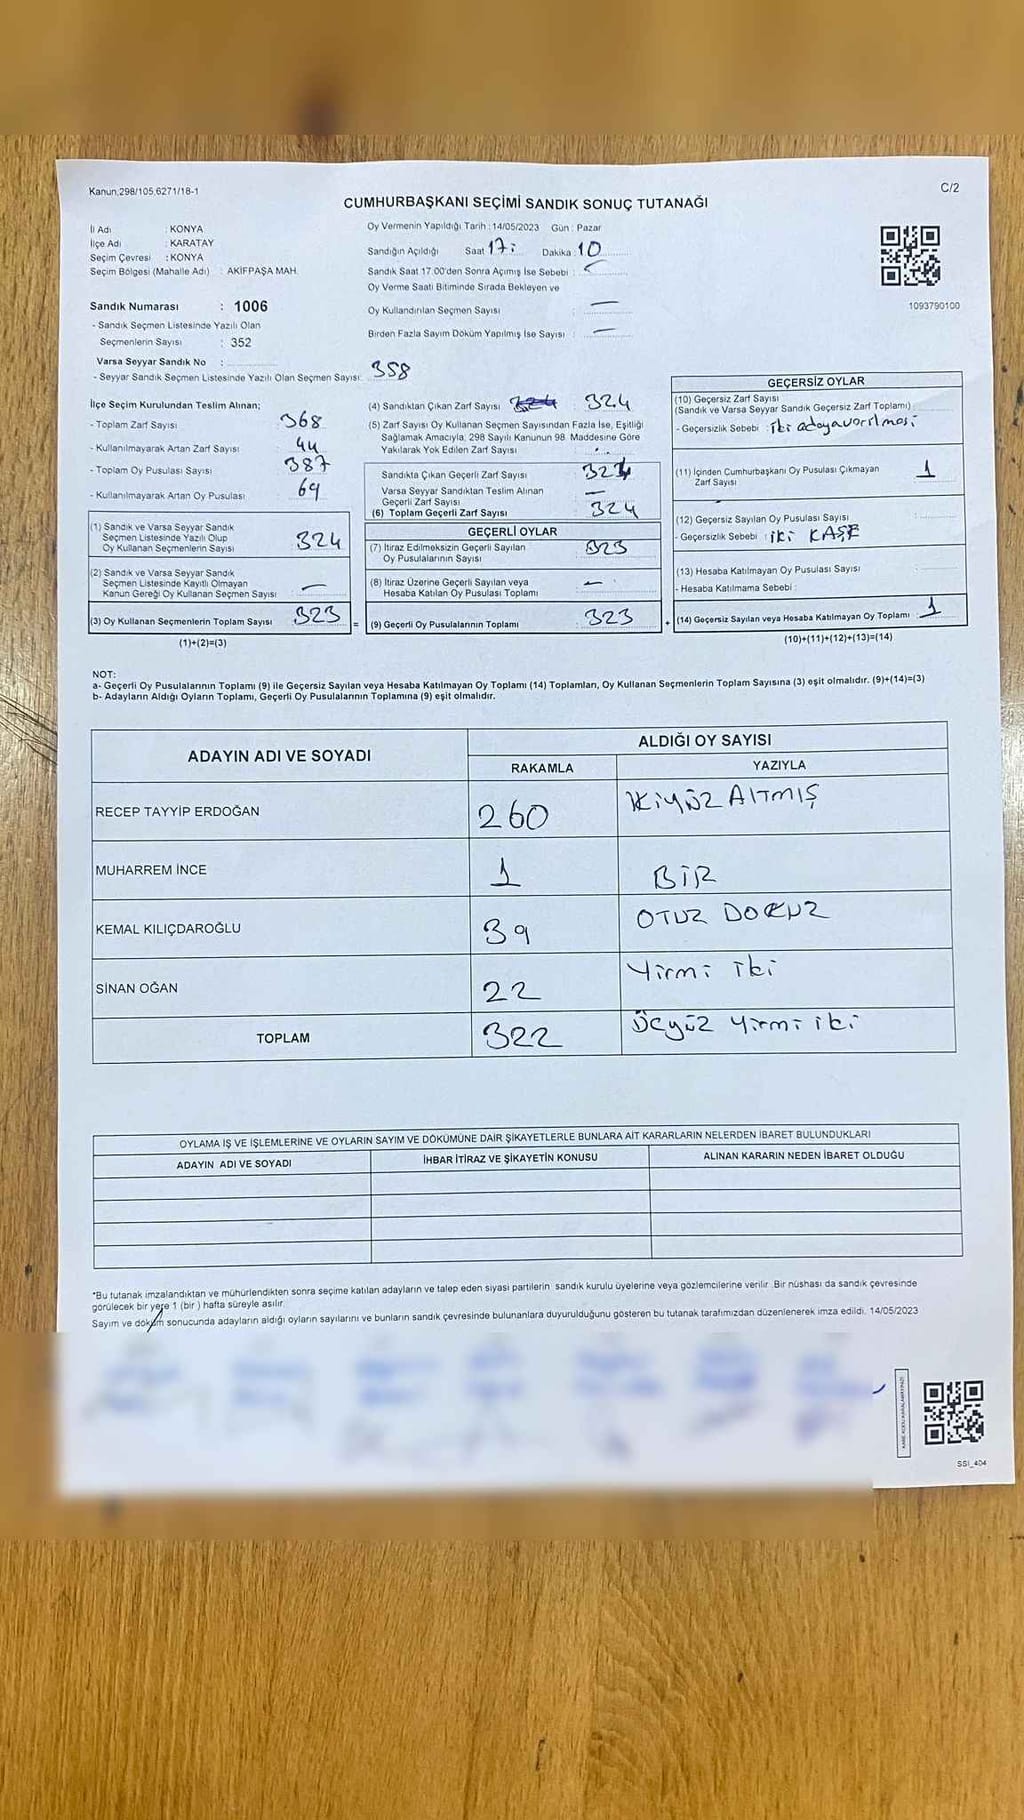 Kanun,298/105,6271/18-1
C/2
CUMHURBAŞKANI SEÇİMİ SANDIK SONUÇ TUTANAĞI
İl Adı : KONYA
İlçe Adı : KARATAY
Seçim Çevresi : KONYA
Seçim Bölgesi (Mahalle Adı) : AKİFPAŞA MAH.
Sandık Numarası : 1006
- Sandık Seçmen Listesinde Yazılı Olan
Seçmenlerin Sayısı : 352
Varsa Seyyar Sandık No :
- Seyyar Sandık Seçmen Listesinde Yazılı Olan Seçmen Sayısı: 358
Oy Vermenin Yapıldığı Tarih : 14/05/2023 Gün : Pazar
Sandığın Açıldığı Saat 17: Dakika : 10
Sandık Saat 17.00'den Sonra Açımış İse Sebebi :
Oy Verme Saati Bitiminde Sırada Bekleyen ve
Oy Kullandırılan Seçmen Sayısı : —
Birden Fazla Sayım Döküm Yapılmış İse Sayısı : —
1093790100
İlçe Seçim Kurulundan Teslim Alınan;
- Toplam Zarf Sayısı 368
- Kullanılmayarak Artan Zarf Sayısı 44
- Toplam Oy Pusulası Sayısı 387
- Kullanılmayarak Artan Oy Pusulası 64
(1) Sandık ve Varsa Seyyar Sandık
Seçmen Listesinde Yazılı Olup
Oy Kullanan Seçmenlerin Sayısı 324
(2) Sandık ve Varsa Seyyar Sandık
Seçmen Listesinde Kayıtlı Olmayan
Kanun Gereği Oy Kullanan Seçmen Sayısı : —
(3) Oy Kullanan Seçmenlerin Toplam Sayısı 323
(1)+(2)=(3)
=
(4) Sandıktan Çıkan Zarf Sayısı 324
(5) Zarf Sayısı Oy Kullanan Seçmen Sayısından Fazla İse, Eşitliği
Sağlamak Amacıyla, 298 Sayılı Kanunun 98. Maddesine Göre
Yakılarak Yok Edilen Zarf Sayısı
Sandıkta Çıkan Geçerli Zarf Sayısı 324
Varsa Seyyar Sandıktan Teslim Alınan
Geçerli Zarf Sayısı —
(6) Toplam Geçerli Zarf Sayısı 324
GEÇERLİ OYLAR
(7) İtiraz Edilmeksizin Geçerli Sayılan
Oy Pusulalarının Sayısı 323
(8) İtiraz Üzerine Geçerli Sayılan veya
Hesaba Katılan Oy Pusulası Toplamı —
(9) Geçerli Oy Pusulalarının Toplamı : 323
+
GEÇERSİZ OYLAR
(10) Geçersiz Zarf Sayısı
(Sandık ve Varsa Seyyar Sandık Geçersiz Zarf Toplamı)
- Geçersizlik Sebebi :
(11) İçinden Cumhurbaşkanı Oy Pusulası Çıkmayan
Zarf Sayısı 1
(12) Geçersiz Sayılan Oy Pusulası Sayısı :
- Geçersizlik Sebebi : iki KAŞE
(13) Hesaba Katılmayan Oy Pusulası Sayısı :
- Hesaba Katılmama Sebebi :
(14) Geçersiz Sayılan veya Hesaba Katılmayan Oy Toplamı : 1
(10)+(11)+(12)+(13)=(14)
NOT:
a- Geçerli Oy Pusulalarının Toplamı (9) ile Geçersiz Sayılan veya Hesaba Katılmayan Oy Toplamı (14) Toplamları, Oy Kullanan Seçmenlerin Toplam Sayısına (3) eşit olmalıdır. (9)+(14)=(3)
b- Adayların Aldığı Oyların Toplamı, Geçerli Oy Pusulalarının Toplamına (9) eşit olmalıdır.
ADAYIN ADI VE SOYADI
ALDIĞI OY SAYISI
RAKAMLA YAZIYLA
RECEP TAYYİP ERDOĞAN 260 İKİYÜZ ALTMIŞ
MUHARREM İNCE 1 BİR
KEMAL KILIÇDAROĞLU 39 OTUZ DOKUZ
SİNAN OĞAN 22 Yirmi iki
TOPLAM 322 Üçyüz Yirmi iki
OYLAMA İŞ VE İŞLEMLERİNE VE OYLARIN SAYIM VE DÖKÜMÜNE DAİR ŞİKAYETLERLE BUNLARA AİT KARARLARIN NELERDEN İBARET BULUNDUKLARI
ADAYIN ADI VE SOYADI İHBAR İTİRAZ VE ŞİKAYETİN KONUSU ALINAN KARARIN NEDEN İBARET OLDUĞU
*Bu tutanak imzalandıktan ve mühürlendikten sonra seçime katılan adayların ve talep eden siyasi partilerin sandık kurulu üyelerine veya gözlemcilerine verilir. Bir nüshası da sandık çevresinde
görülecek bir yere 1 (bir ) hafta süreyle asılır.
Sayım ve döküm sonucunda adayların aldığı oyların sayılarını ve bunların sandık çevresinde bulunanlara duyurulduğunu gösteren bu tutanak tarafımızdan düzenlenerek imza edildi. 14/05/2023
SSI_404